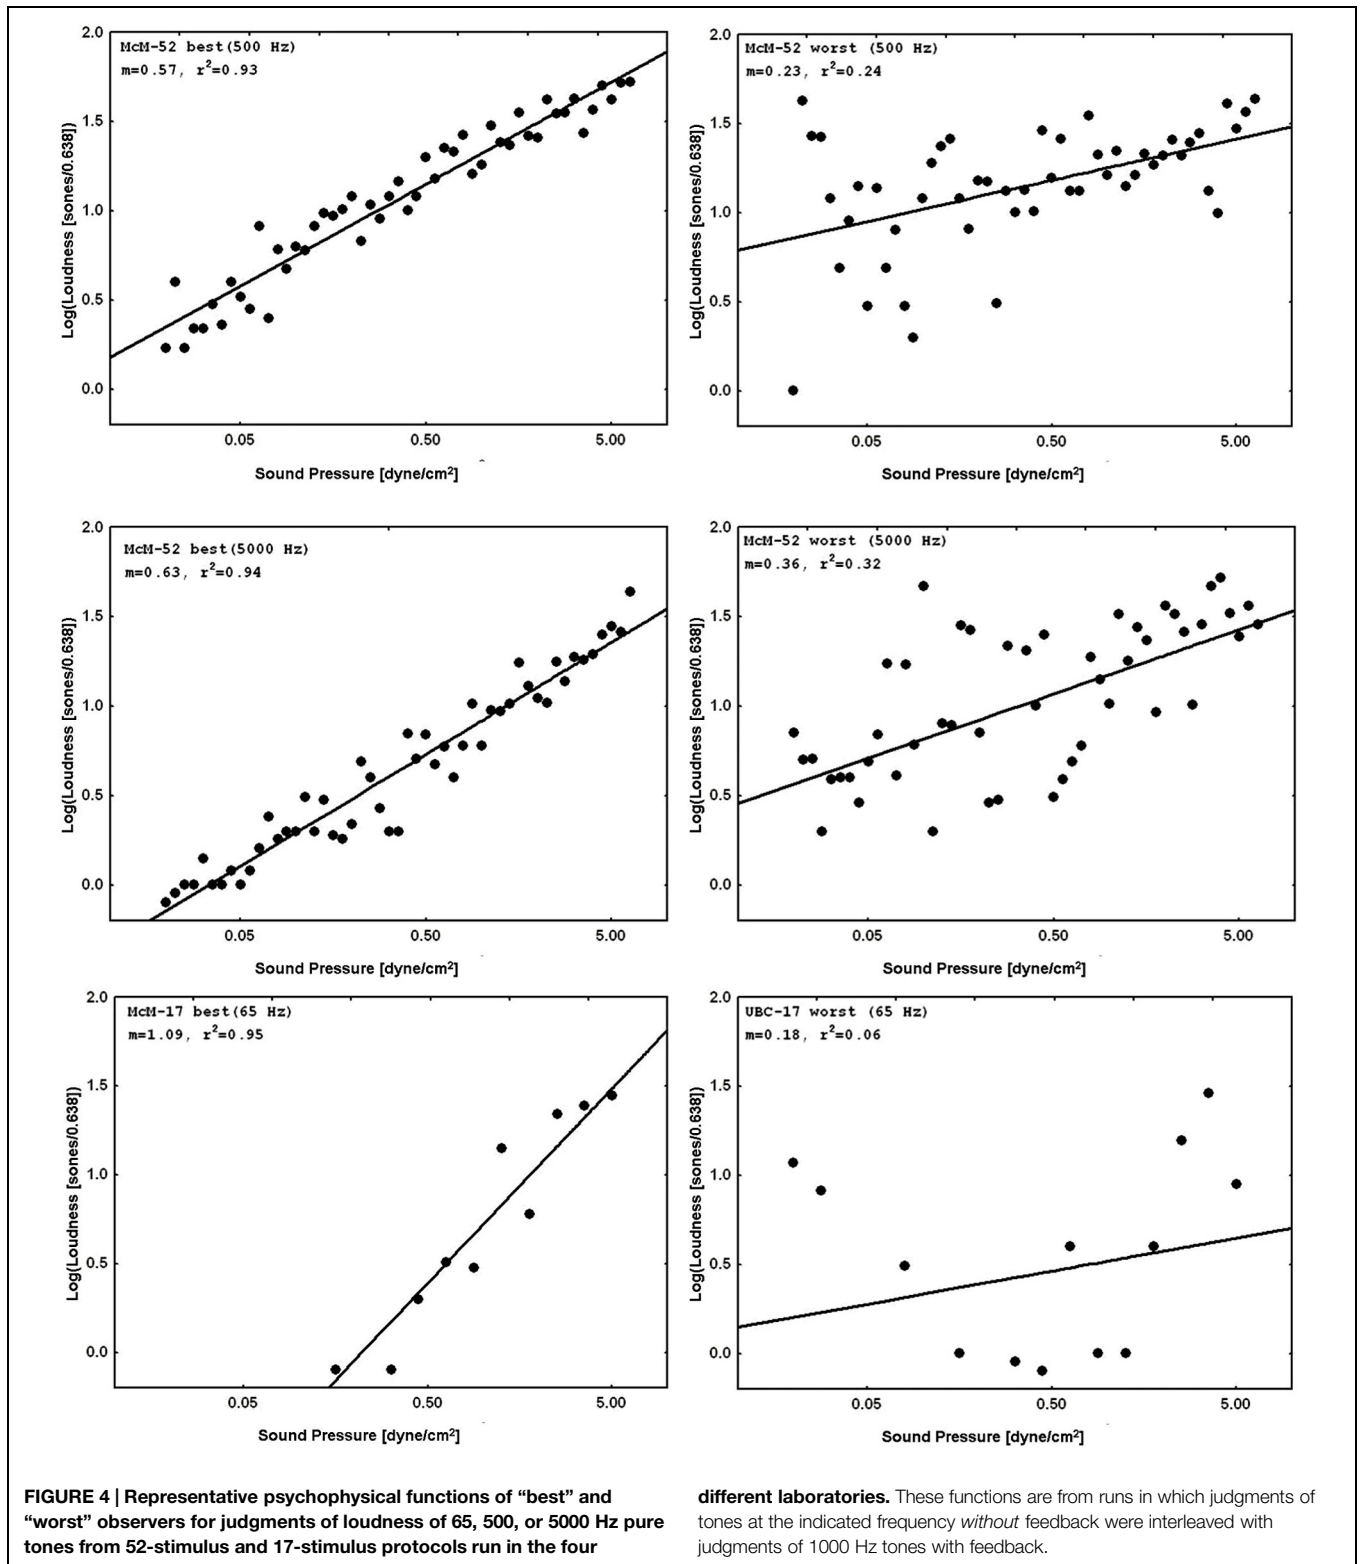 McM-52 best(500 Hz)
m=0.57, r²=0.93
2.0
1.5
1.0
0.5
0.0
Log(Loudness [sones/0.638])
0.05 0.50 5.00
Sound Pressure [dyne/cm²]
McM-52 worst (500 Hz)
m=0.23, r²=0.24
2.0
1.5
1.0
0.5
0.0
Log(Loudness [sones/0.638])
0.05 0.50 5.00
Sound Pressure [dyne/cm²]
McM-52 best(5000 Hz)
m=0.63, r²=0.94
2.0
1.5
1.0
0.5
0.0
Log(Loudness [sones/0.638])
0.05 0.50 5.00
Sound Pressure [dyne/cm²]
McM-52 worst (5000 Hz)
m=0.36, r²=0.32
2.0
1.5
1.0
0.5
0.0
Log(Loudness [sones/0.638])
0.05 0.50 5.00
Sound Pressure [dyne/cm²]
McM-17 best(65 Hz)
m=1.09, r²=0.95
2.0
1.5
1.0
0.5
0.0
Log(Loudness [sones/0.638])
0.05 0.50 5.00
Sound Pressure [dyne/cm²]
UBC-17 worst (65 Hz)
m=0.18, r²=0.06
2.0
1.5
1.0
0.5
0.0
Log(Loudness [sones/0.638])
0.05 0.50 5.00
Sound Pressure [dyne/cm²]
FIGURE 4 | Representative psychophysical functions of “best” and
“worst” observers for judgments of loudness of 65, 500, or 5000 Hz pure
tones from 52-stimulus and 17-stimulus protocols run in the four
different laboratories. These functions are from runs in which judgments of
tones at the indicated frequency without feedback were interleaved with
judgments of 1000 Hz tones with feedback.